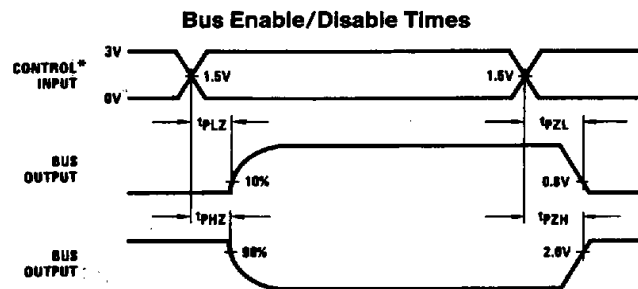 Bus Enable/Disable Times
3V
CONTROL*
INPUT
0V
1.5V
1.5V
tPLZ
tPZL
BUS
OUTPUT
10%
0.8V
tPHZ
tPZH
BUS
OUTPUT
90%
2.0V